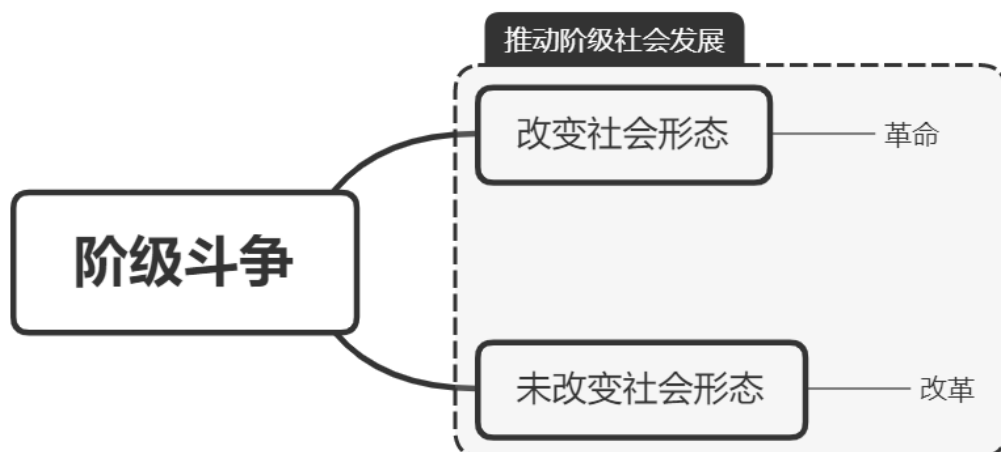 推动阶级社会发展
改变社会形态
革命
阶级斗争
未改变社会形态
改革